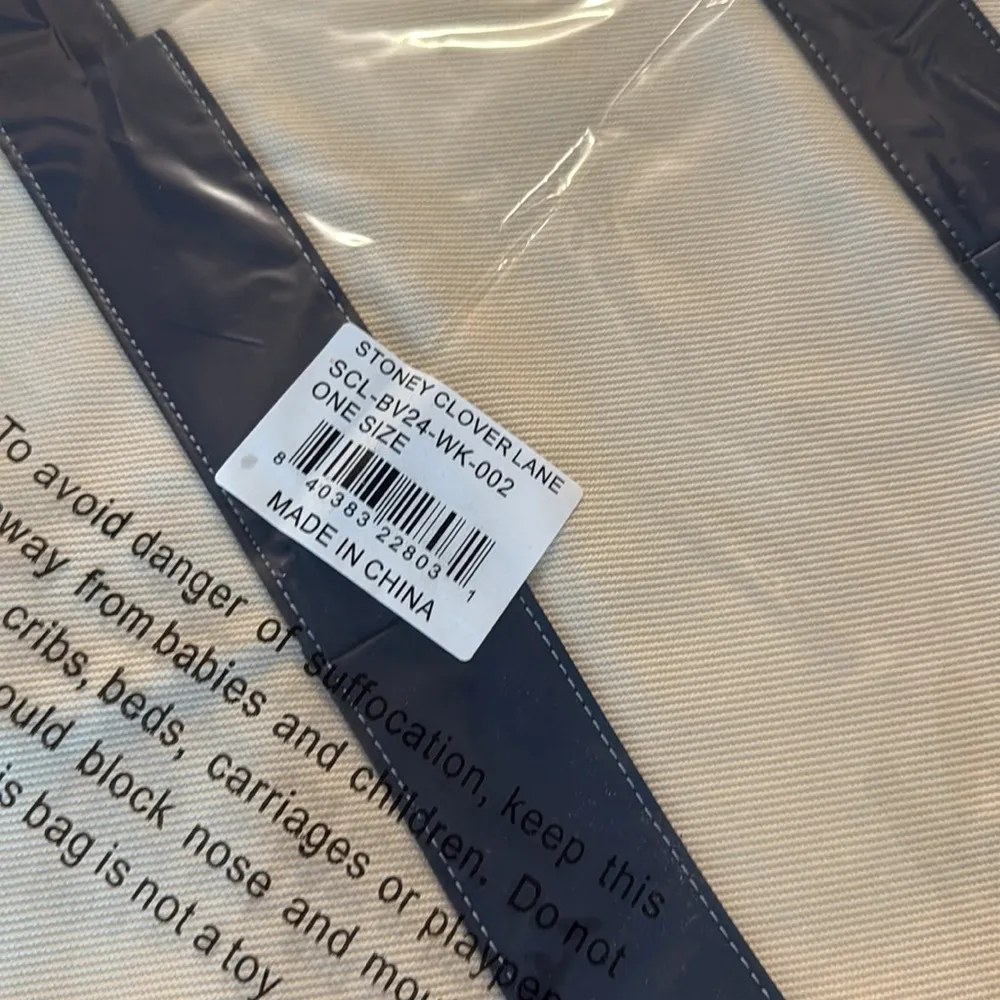 STONEY CLOVER LANE
SCL-BV24-WK-002
ONE SIZE
8 40383 22803 1
MADE IN CHINA
To avoid danger of suffocation, keep this
away from babies and children. Do not
cribs, beds, carriages or playpen
ould block nose and mou
is bag is not a toy